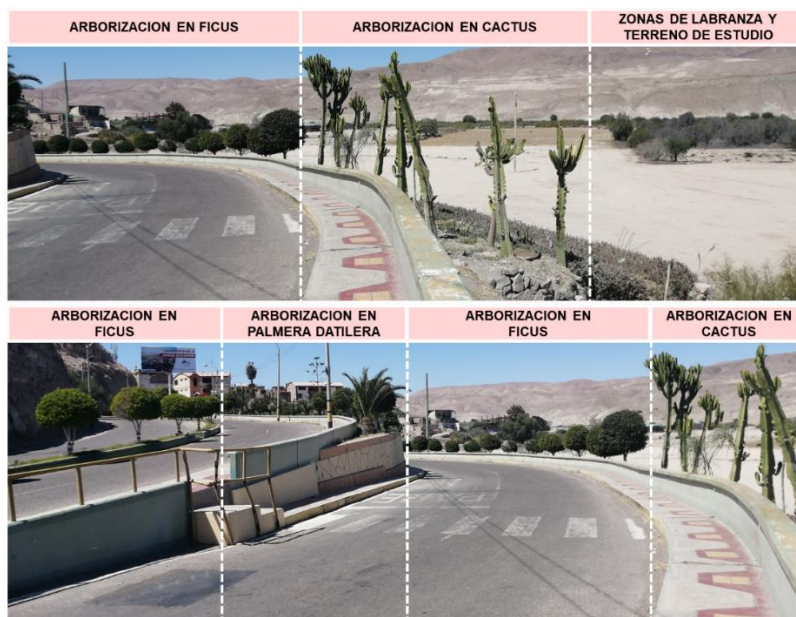 ARBORIZACION EN FICUS
ARBORIZACION EN CACTUS
ZONAS DE LABRANZA Y
TERRENO DE ESTUDIO
ARBORIZACION EN
FICUS
ARBORIZACION EN
PALMERA DATILERA
ARBORIZACION EN
FICUS
ARBORIZACION EN
CACTUS